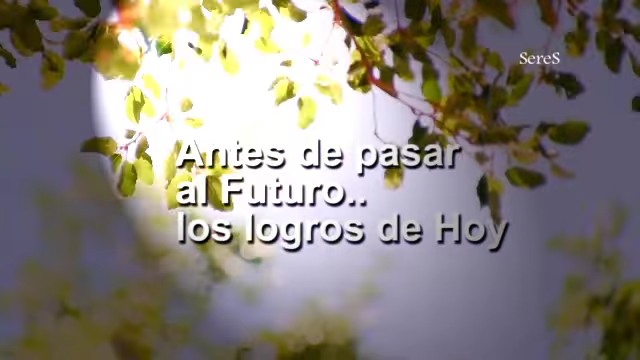 SereS
Antes de pasar
al Futuro..
los logros de Hoy